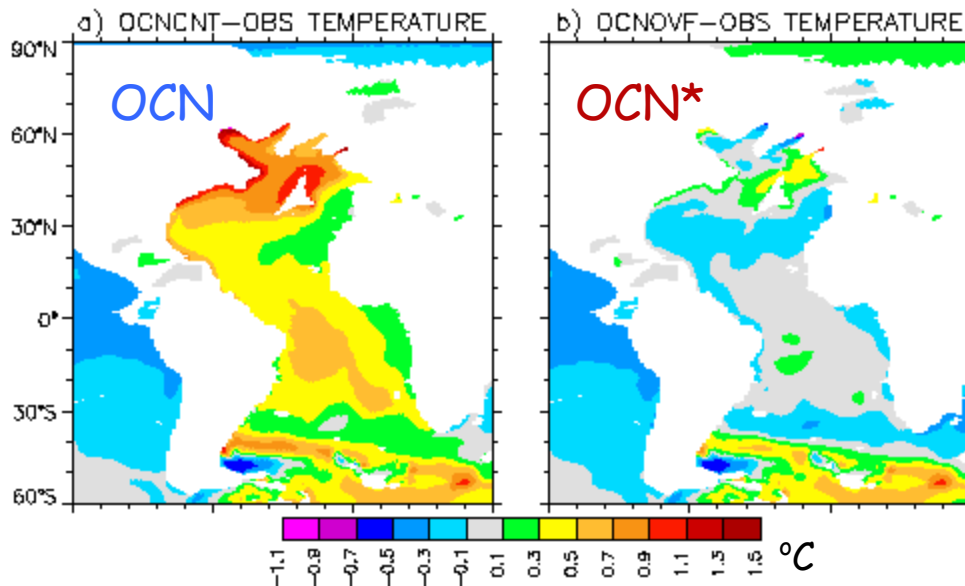 a) OCNCNT-OBS TEMPERATURE
b) OCNOVF-OBS TEMPERATURE
90°N
60°N
30°N
0°
30°S
60°S
OCN
OCN*
-1.1
-0.9
-0.7
-0.5
-0.3
-0.1
0.1
0.3
0.5
0.7
0.9
1.1
1.3
1.5
°C